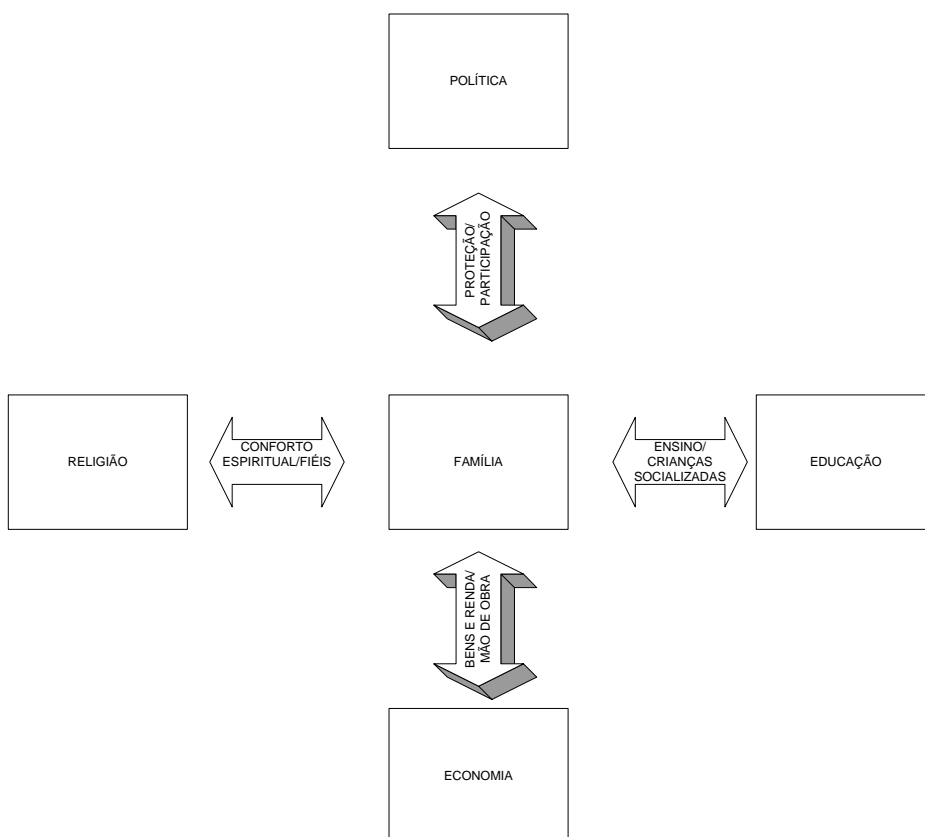 POLÍTICA
PROTEÇÃO/
PARTICIPAÇÃO
RELIGIÃO
CONFORTO
ESPIRITUAL/FIÉIS
FAMÍLIA
ENSINO/
CRIANÇAS
SOCIALIZADAS
EDUCAÇÃO
BENS E RENDA/
MÃO DE OBRA
ECONOMIA